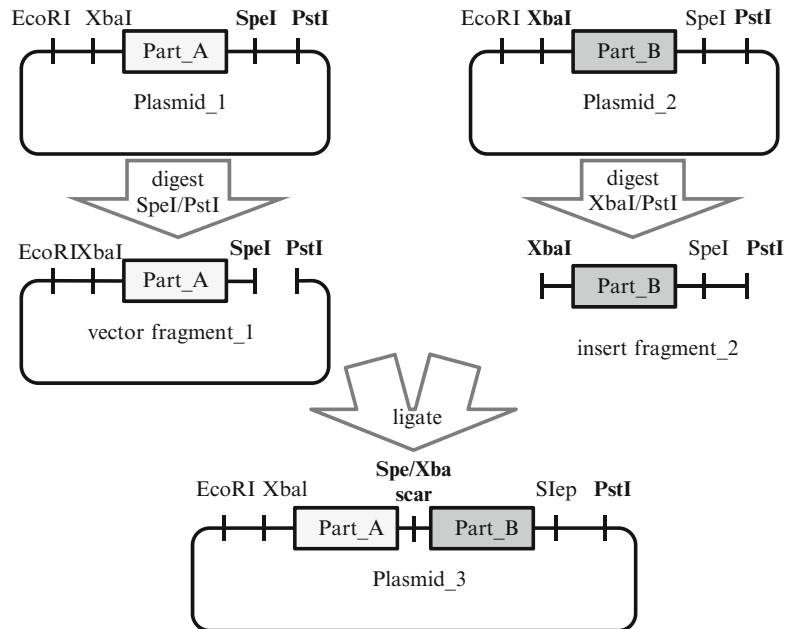 EcoRI XbaI SpeI PstI
Part_A
Plasmid_1
EcoRI XbaI SpeI PstI
Part_B
Plasmid_2
digest
SpeI/PstI
digest
XbaI/PstI
EcoRIXbaI SpeI PstI
Part_A
vector fragment_1
XbaI SpeI PstI
Part_B
insert fragment_2
ligate
Spe/Xba
scar
EcoRI Xbal SIep PstI
Part_A Part_B
Plasmid_3